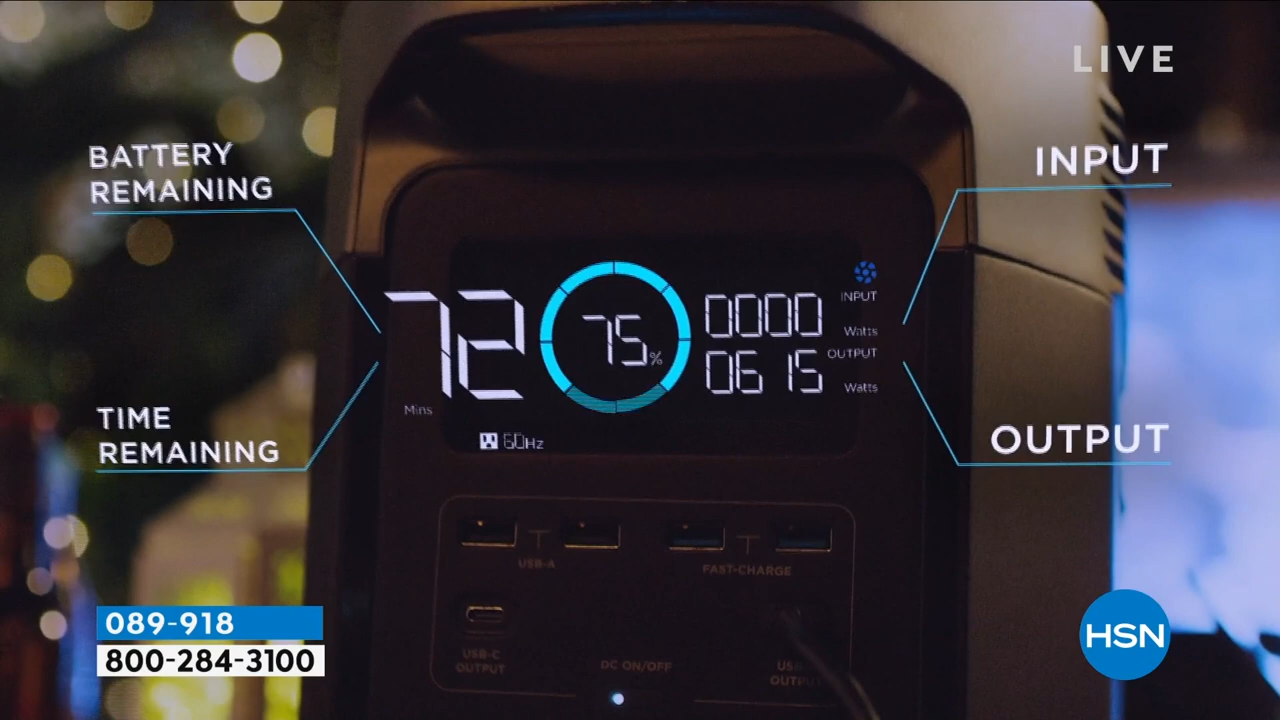 LIVE
BATTERY
REMAINING
INPUT
72
Mins
75%
0000
INPUT
Watts
0615
OUTPUT
Watts
60Hz
TIME
REMAINING
OUTPUT
USB-A
FAST-CHARGE
USB-C
OUTPUT
DC ON/OFF
OUTPUT
089-918
800-284-3100
HSN